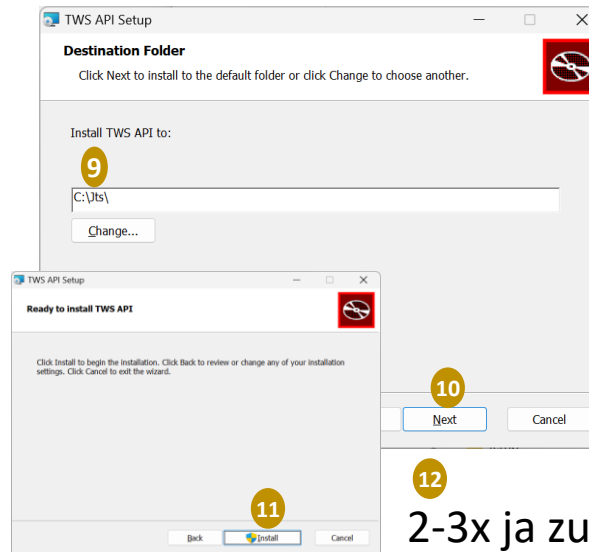 TWS API Setup
Destination Folder
Click Next to install to the default folder or click Change to choose another.
Install TWS API to:
9
C:\Jts\
Change...
TWS API Setup
Ready to install TWS API
Click Install to begin the installation. Click Back to review or change any of your installation
settings. Click Cancel to exit the wizard.
10
Next
Cancel
11
Back
Install
Cancel
12
2-3x ja zu